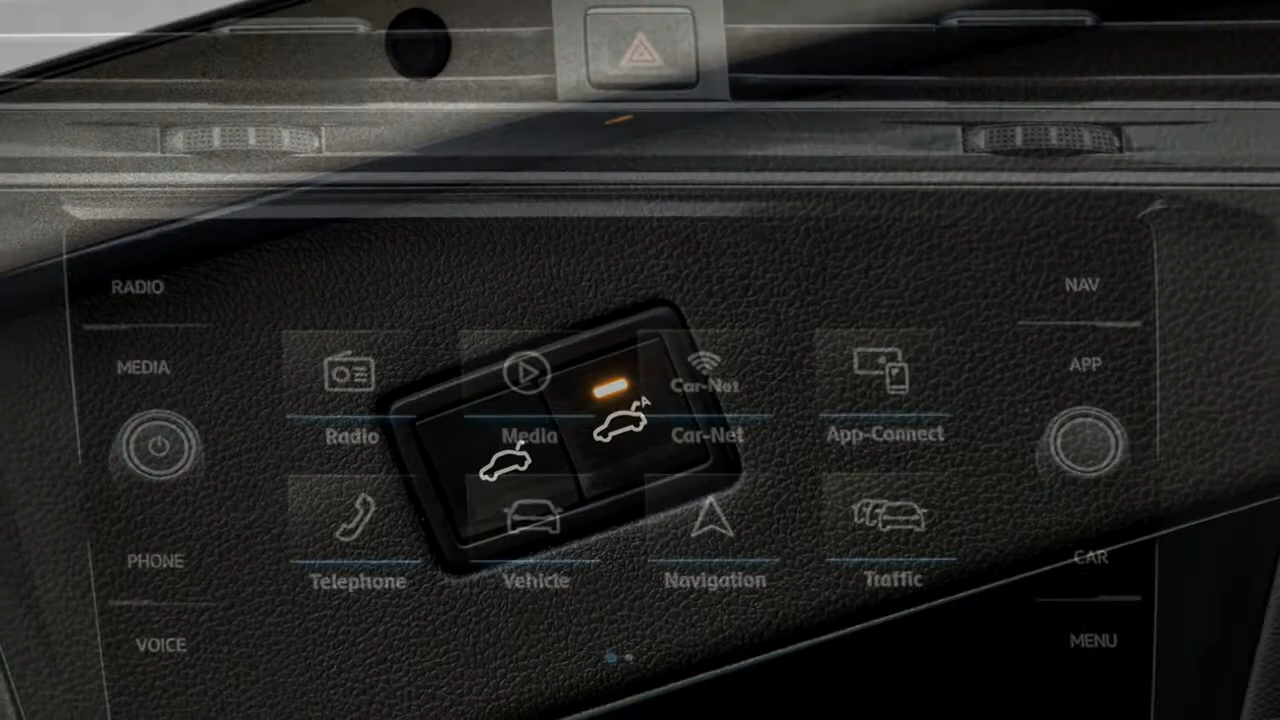 RADIO
NAV
MEDIA
APP
Car-Net
A
Radio
Media
Car-Net
App-Connect
PHONE
CAR
Telephone
Vehicle
Navigation
Traffic
VOICE
MENU